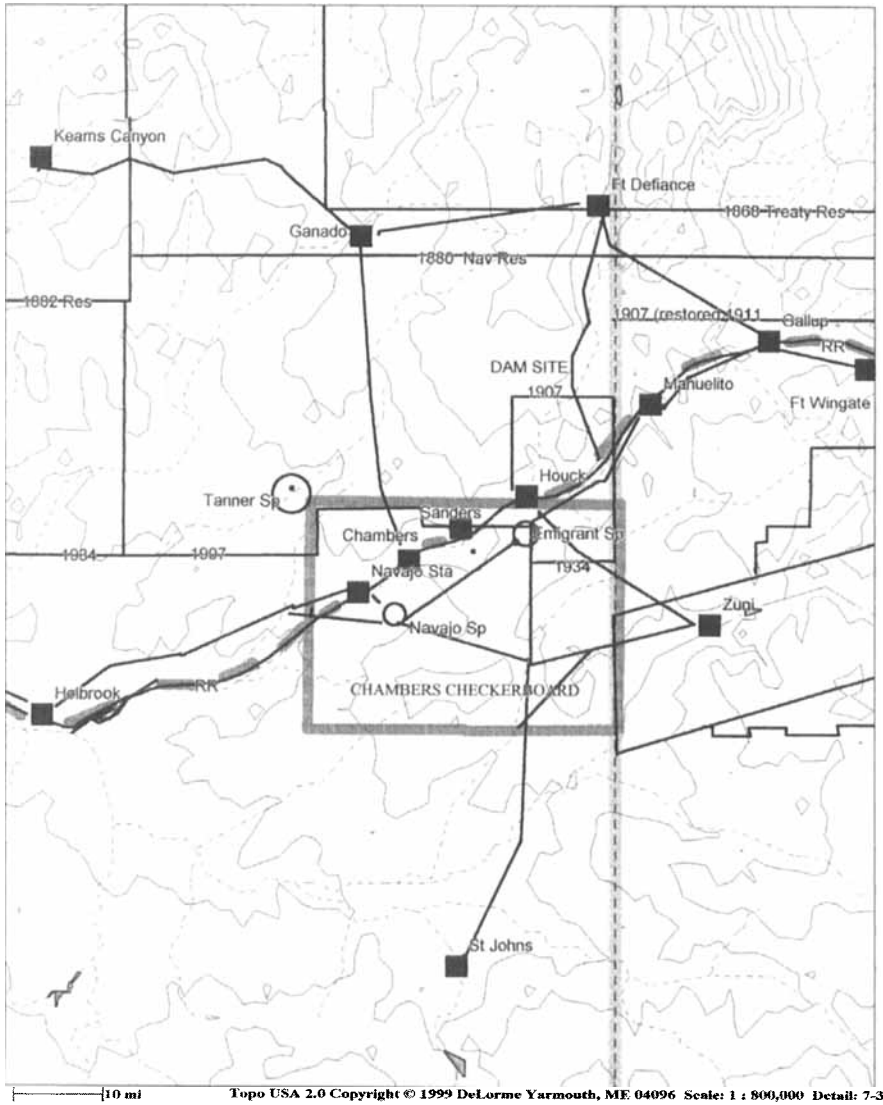 Kearns Canyon
Ft Defiance
1868 Treaty Res
Ganado
1880 Nav Res
1882 Res
1907 (restored 1911
Gallup
RR
DAM SITE
1907
Manuelito
Ft Wingate
Houck
Tanner Sp
Sanders
Emigrant Sp
Chambers
1934
1907
1934
Navajo Sta
Zuni
Navajo Sp
RR
CHAMBERS CHECKERBOARD
Holbrook
St Johns
10 mi
Topo USA 2.0 Copyright © 1999 DeLorme Yarmouth, ME 04096 Scale: 1 : 800,000 Detail: 7-3